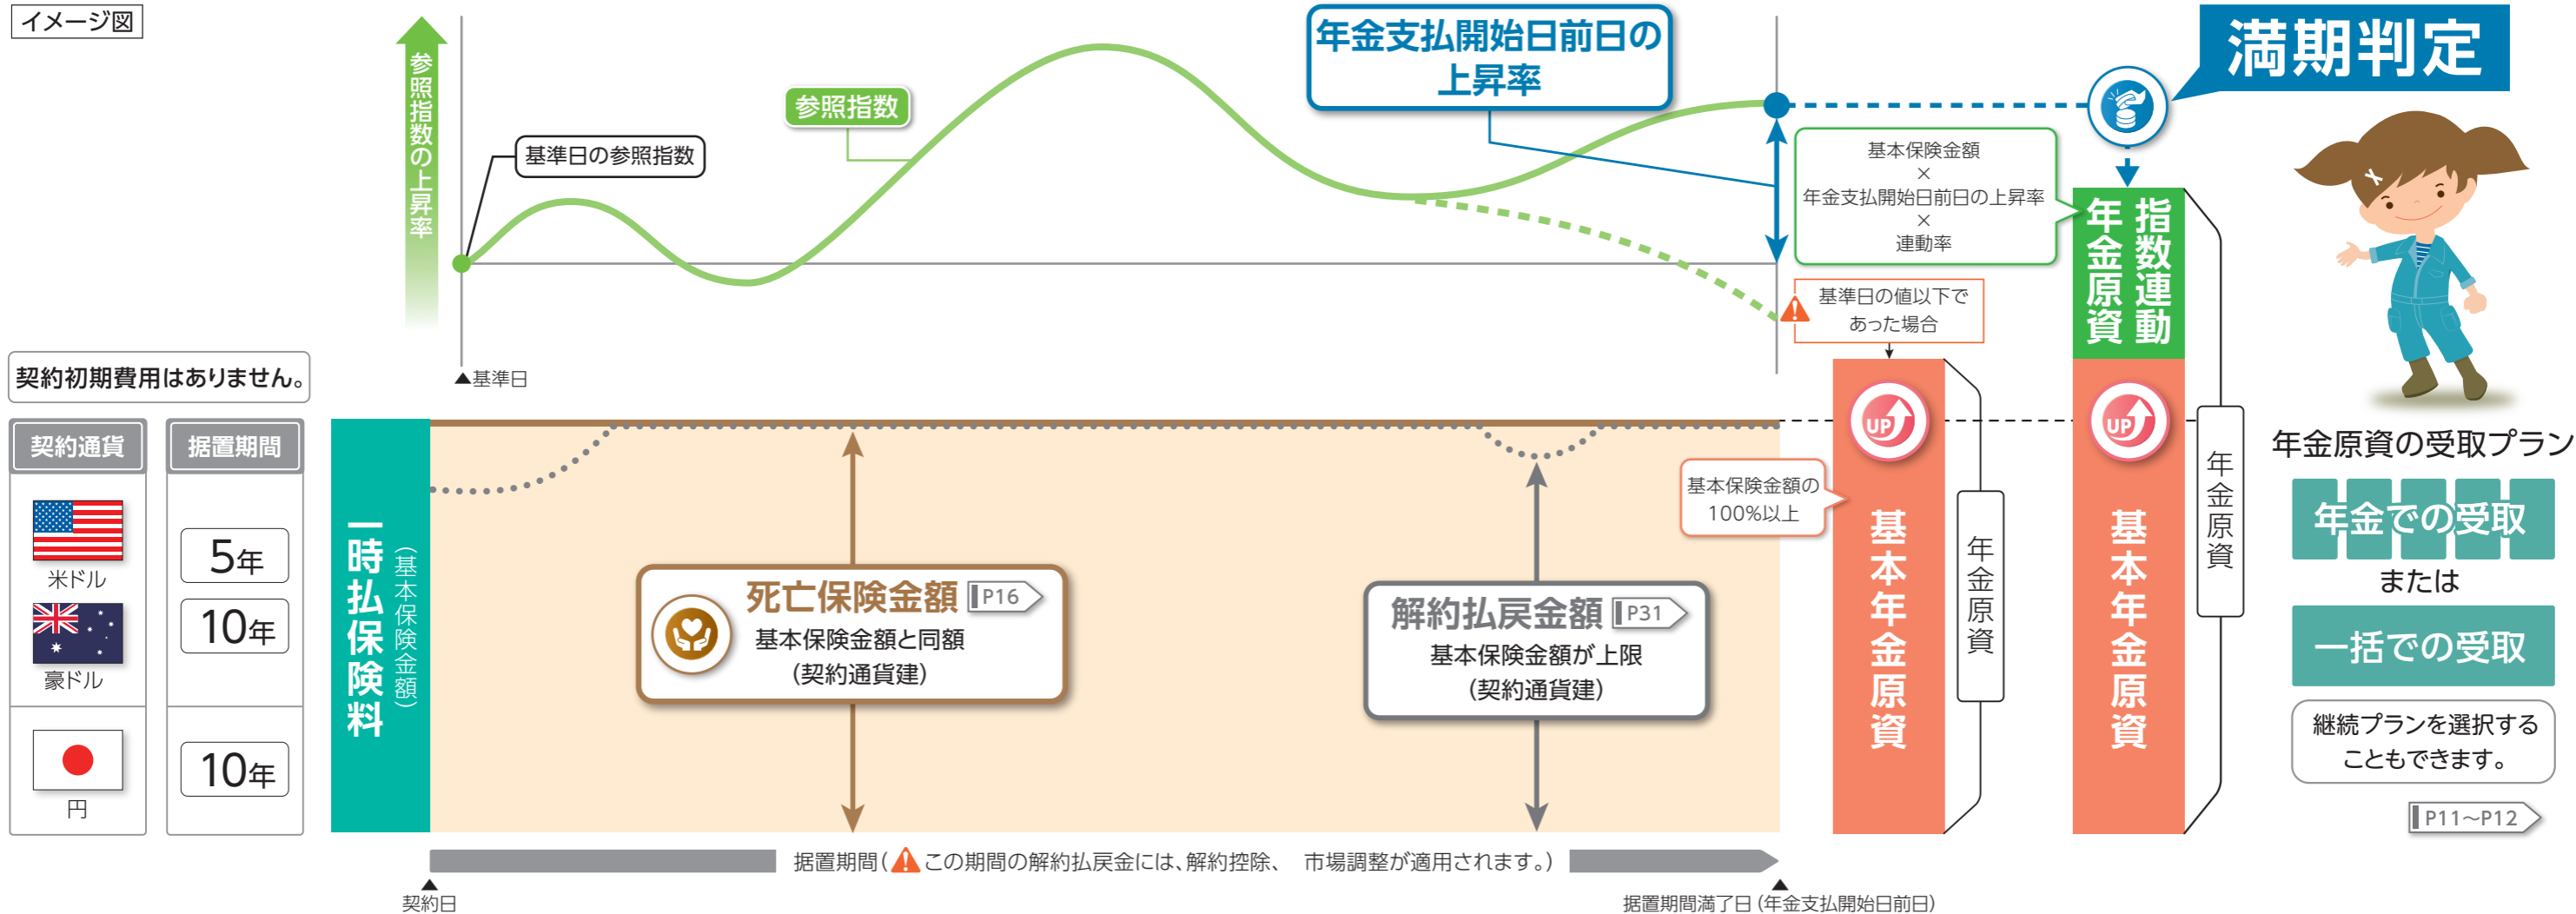 イメージ図
参照指数の上昇率
基準日の参照指数
参照指数
年金支払開始日前日の
上昇率
満期判定
基本保険金額
×
年金支払開始日前日の上昇率
×
連動率
指数連動
年金原資
基準日の値以下で
あった場合
▲基準日
契約初期費用はありません。
契約通貨
据置期間
米ドル
豪ドル
5年
10年
円
10年
一時払保険料
(基本保険金額)
死亡保険金額 P16
基本保険金額と同額
(契約通貨建)
解約払戻金額 P31
基本保険金額が上限
(契約通貨建)
基本保険金額の
100%以上
UP
基本年金原資
年金原資
UP
基本年金原資
年金原資
年金原資の受取プラン
年金での受取
または
一括での受取
継続プランを選択する
こともできます。
P11~P12
据置期間(この期間の解約払戻金には、解約控除、 市場調整が適用されます。)
▲
契約日
▲
据置期間満了日(年金支払開始日前日)